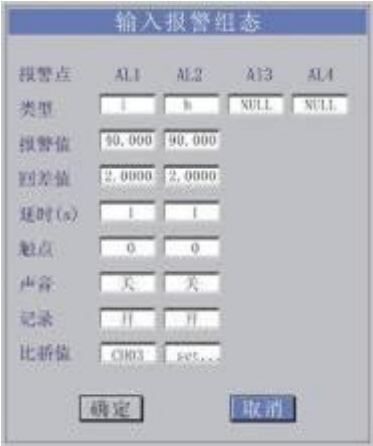 输入报警组态
报警点 AL1 AL2 A13 AL4
类型 l h NULL NULL
报警值 40.000 90.000
回差值 2.0000 2.0000
延时(s) 1 1
触点 0 0
声音 关 关
记录 开 开
比拆值 CH03 set...
确定 取消